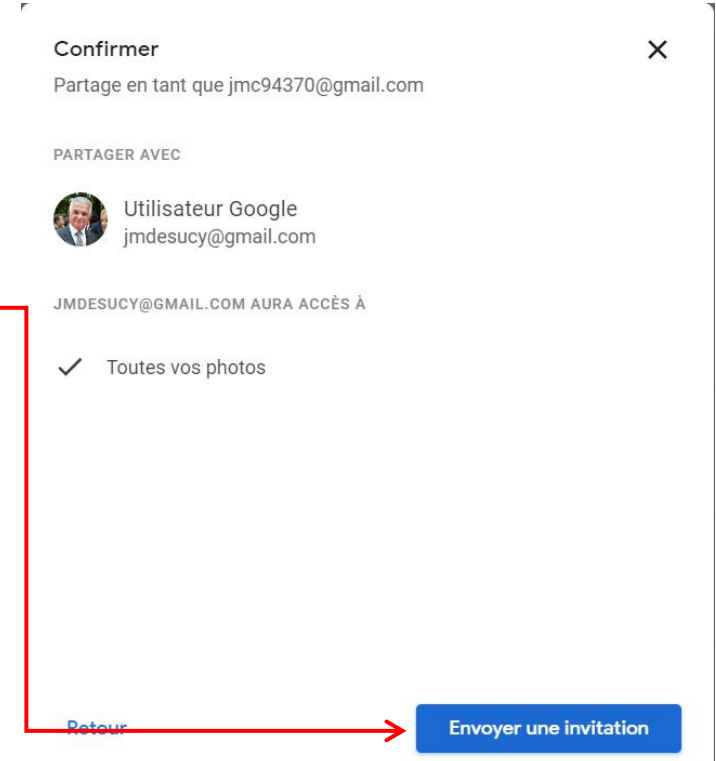 Confirmer
Partage en tant que jmc94370@gmail.com
PARTAGER AVEC
Utilisateur Google
jmdesucy@gmail.com
JMDESUCY@GMAIL.COM AURA ACCÈS À
Toutes vos photos
Retour
Envoyer une invitation